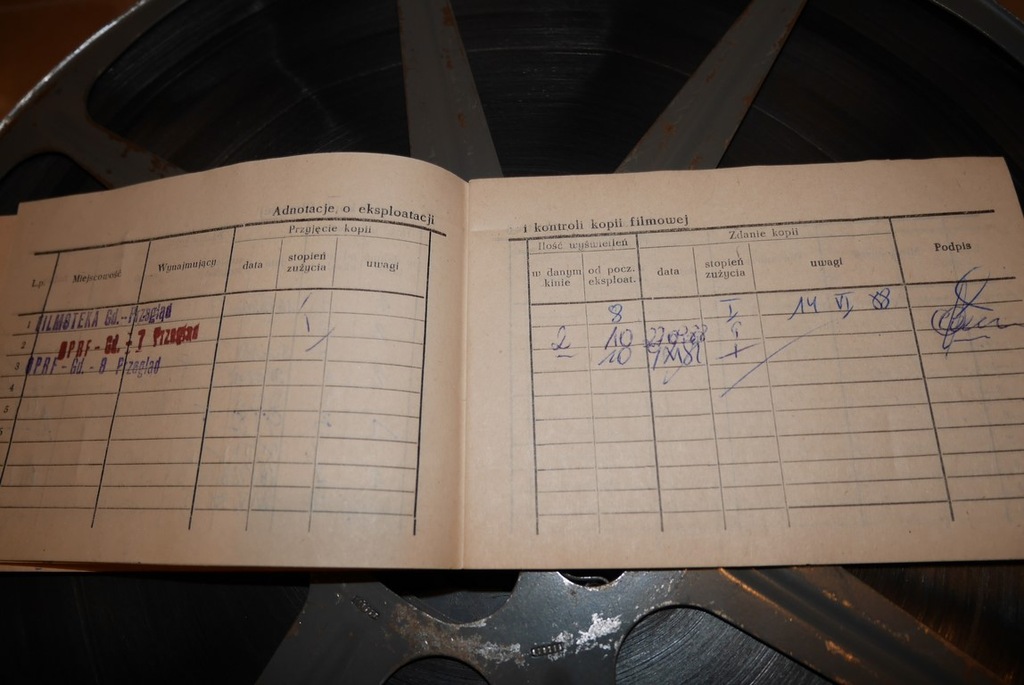 Adnotacje, o eksploatacji
Przyjęcie kopii
L.p. Miejscowość Wynajmujący data stopień zużycia uwagi
1 FILMOTEKA Gd.-Przegląd
2 OPRF-Gd.-7 Przegląd
3 OPRF-Gd.-8 Przegląd
4
5
6
i kontroli kopii filmowej
Ilość wyświetleń Zdanie kopii Podpis
w danym kinie od pocz. eksploat. data stopień zużycia uwagi
8 I 14 VI 88
2 10 I
10